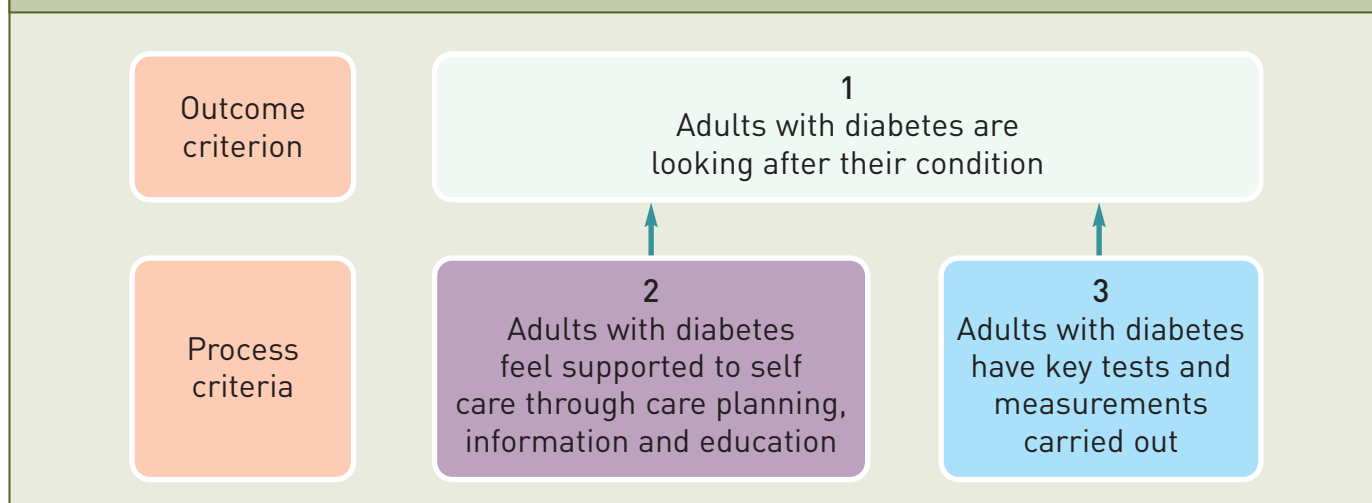 Outcome
criterion
1
Adults with diabetes are
looking after their condition
Process
criteria
2
Adults with diabetes
feel supported to self
care through care planning,
information and education
3
Adults with diabetes
have key tests and
measurements
carried out